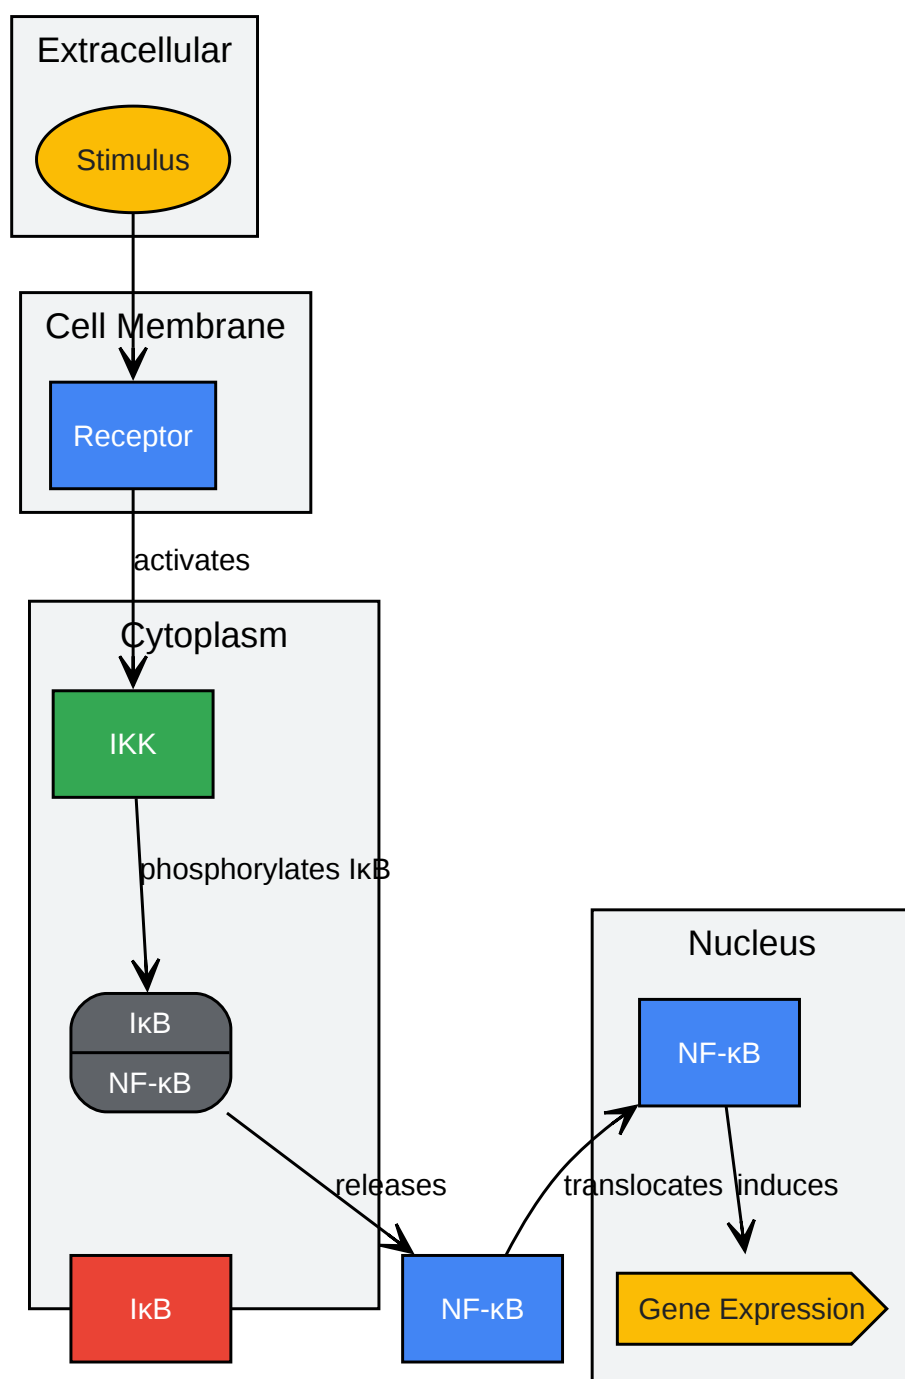 Extracellular
Stimulus
Cell Membrane
Receptor
activates
Cytoplasm
IKK
phosphorylates IκB
IκB
NF-κB
releases
IκB
NF-κB
translocates
Nucleus
NF-κB
induces
Gene Expression